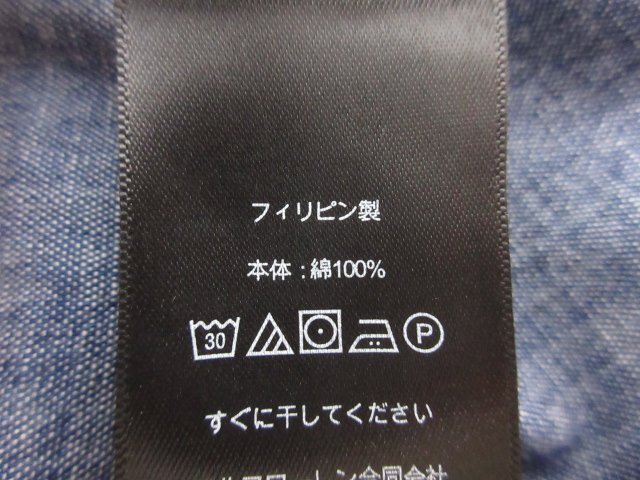 フィリピン製
本体：綿100%
30 P
すぐに干してください